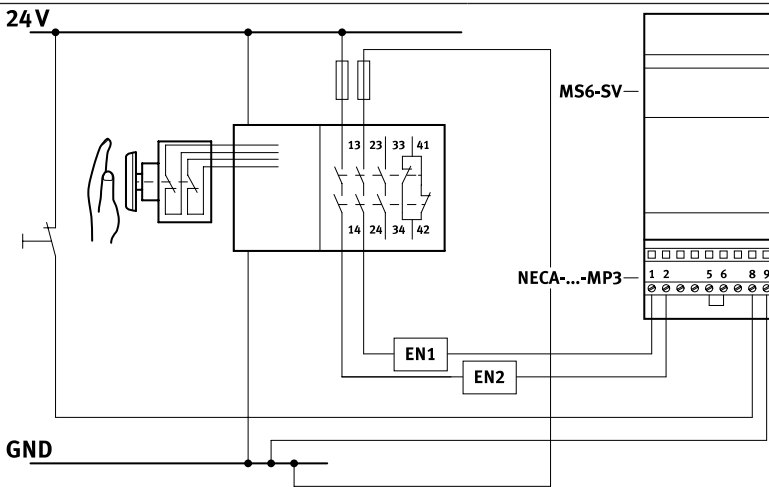 24 V
MS6-SV
13 23 33 41
14 24 34 42
NECA-...-MP3
1 2 5 6 8 9
EN1
EN2
GND